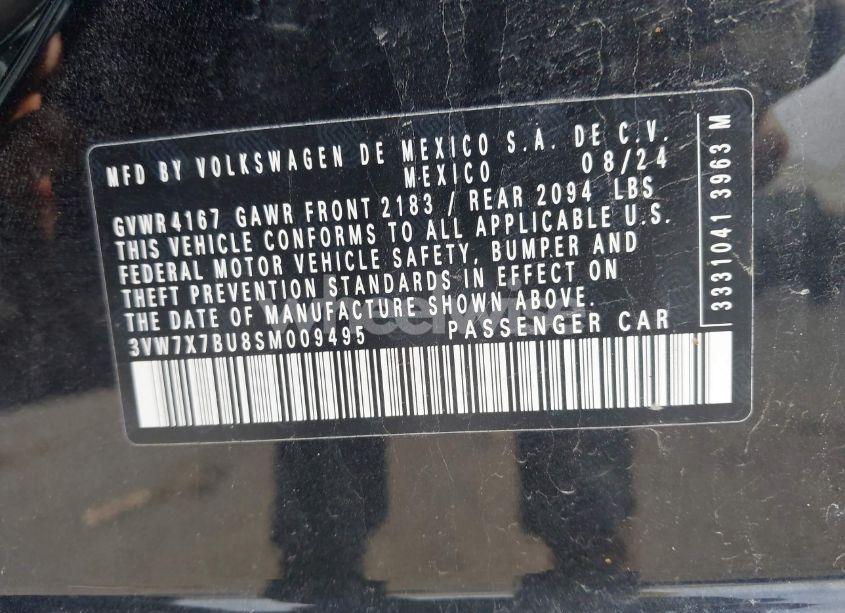 MFD BY VOLKSWAGEN DE MEXICO S.A. DE C.V.
MEXICO 08/24
GVWR 4167 GAWR FRONT 2183 / REAR 2094 LBS
THIS VEHICLE CONFORMS TO ALL APPLICABLE U.S.
FEDERAL MOTOR VEHICLE SAFETY, BUMPER AND
THEFT PREVENTION STANDARDS IN EFFECT ON
THE DATE OF MANUFACTURE SHOWN ABOVE.
3VW7X7BU8SM009495 PASSENGER CAR
3331041 3963 M
Wheelwise